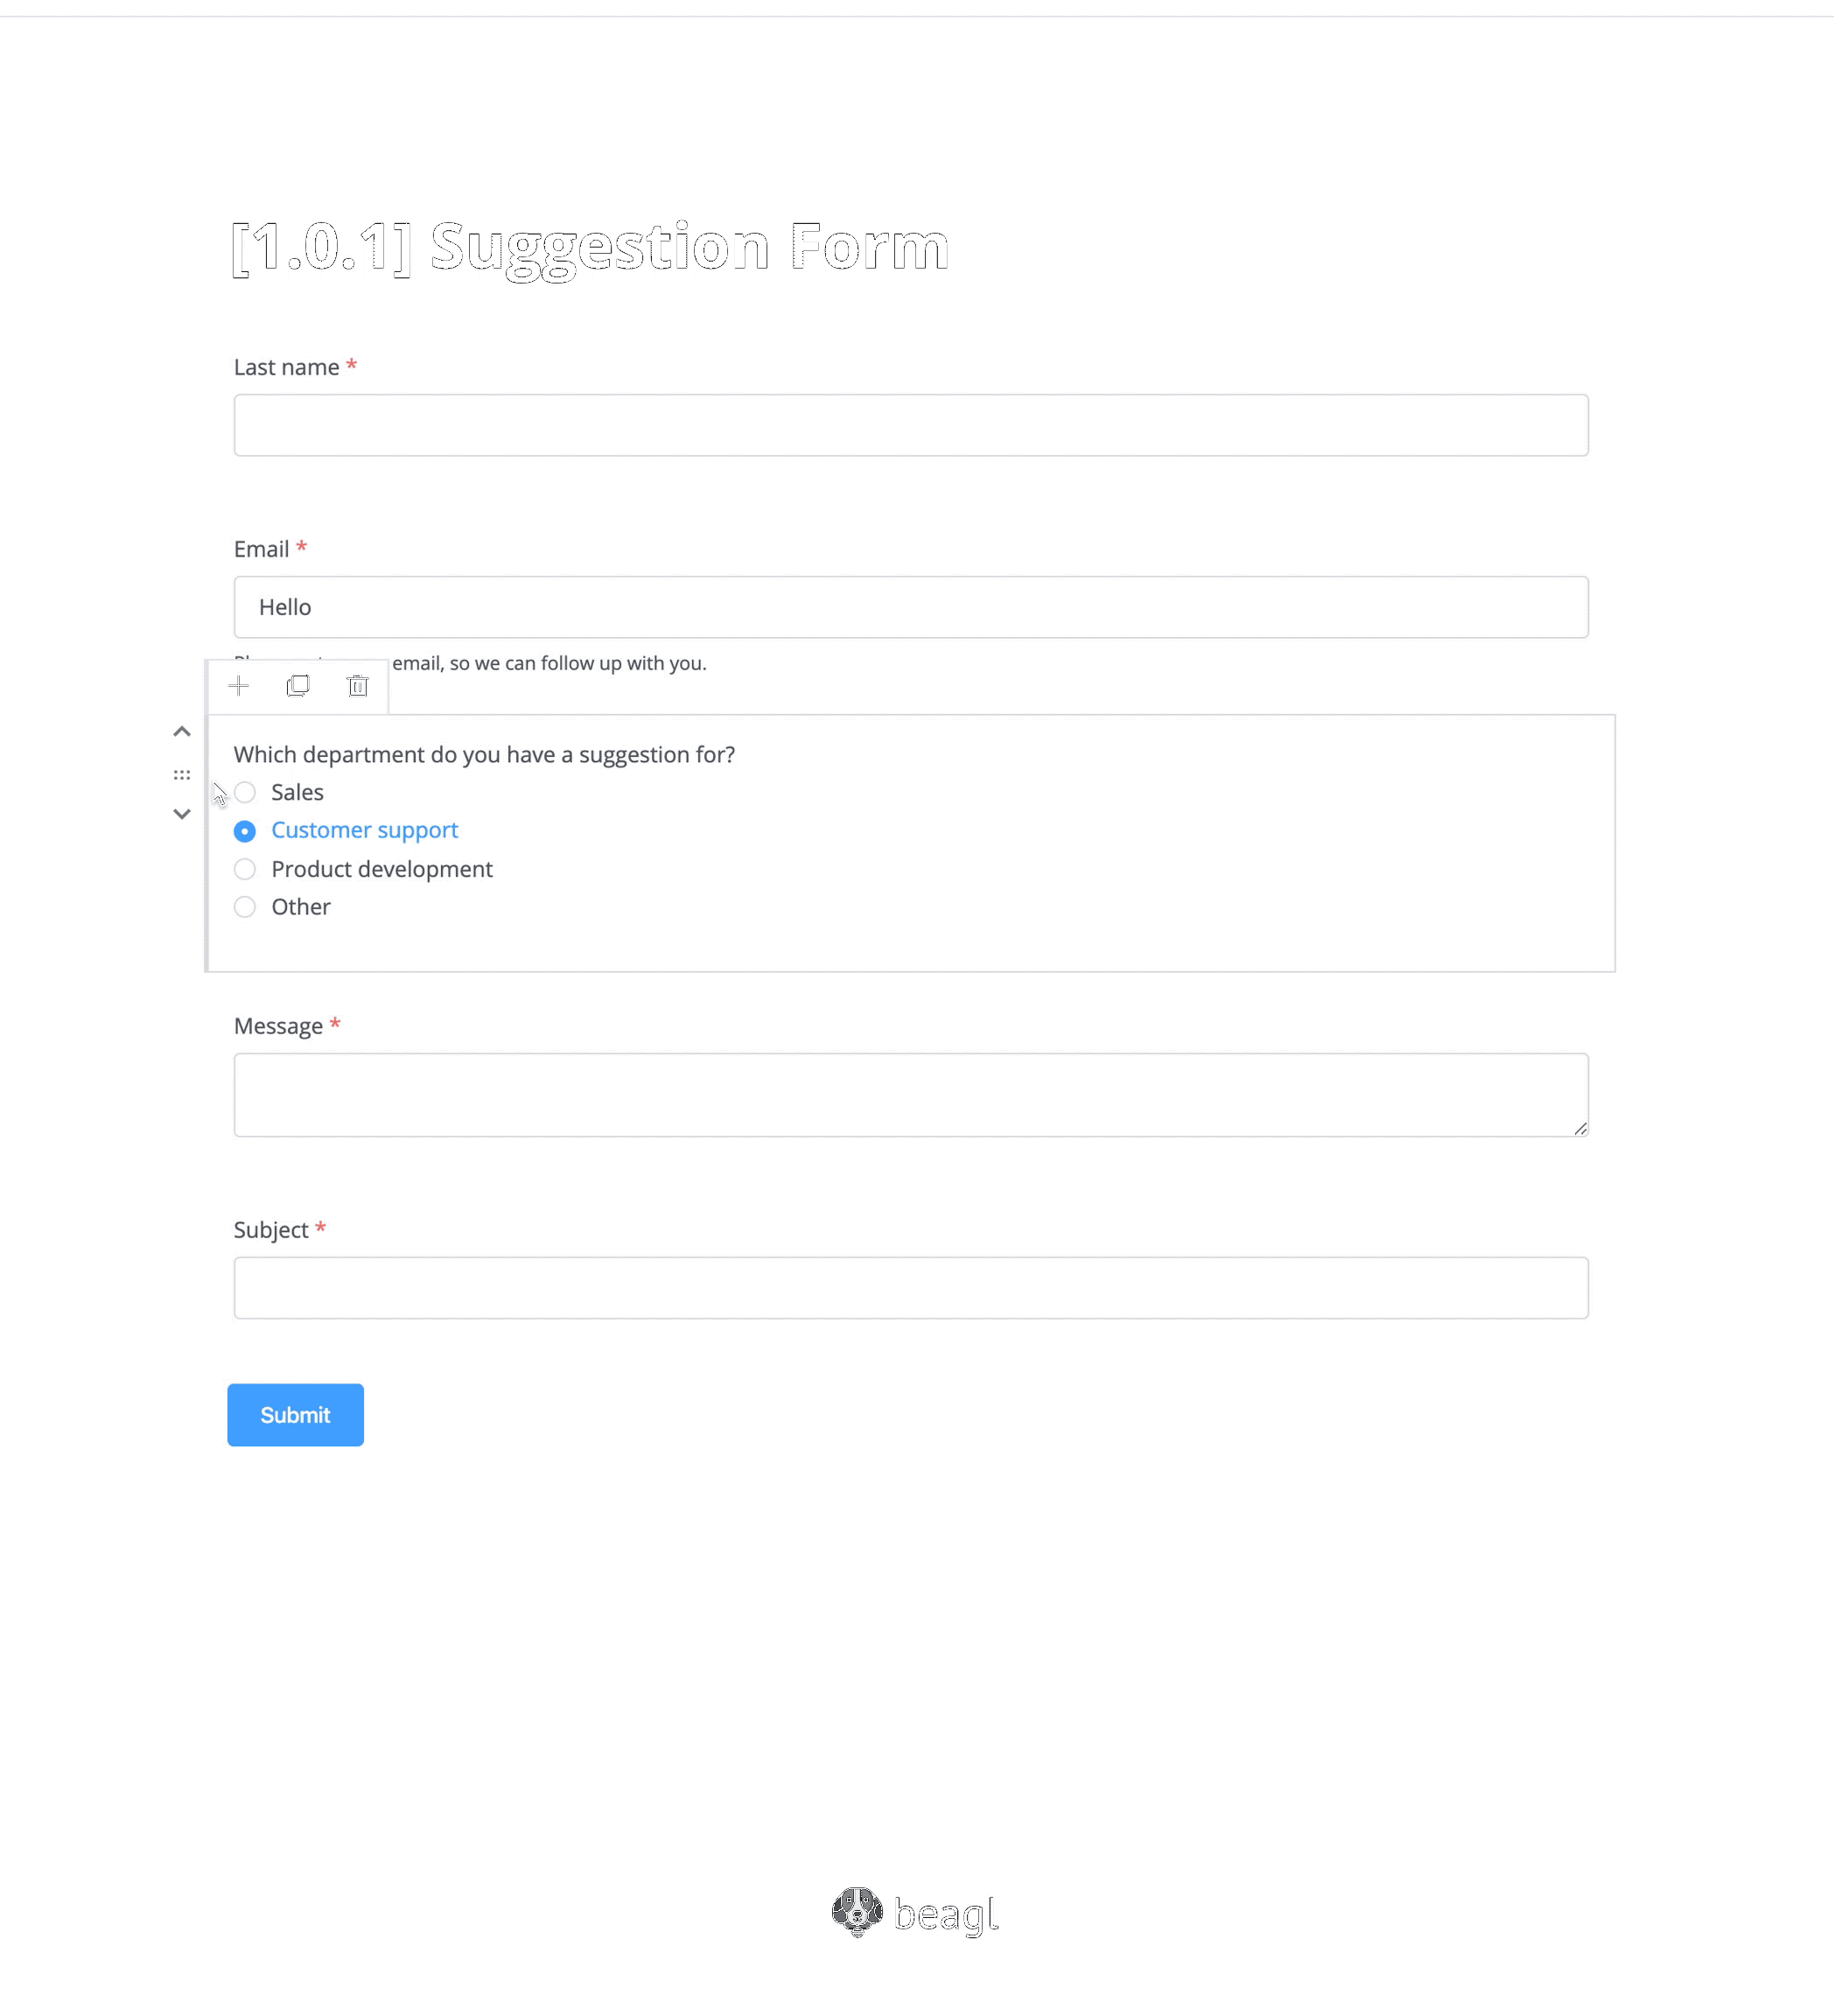 [1.0.1] Suggestion Form
Last name *
Email *
Hello
email, so we can follow up with you.
Which department do you have a suggestion for?
Sales
Customer support
Product development
Other
Message *
Subject *
Submit
beagl